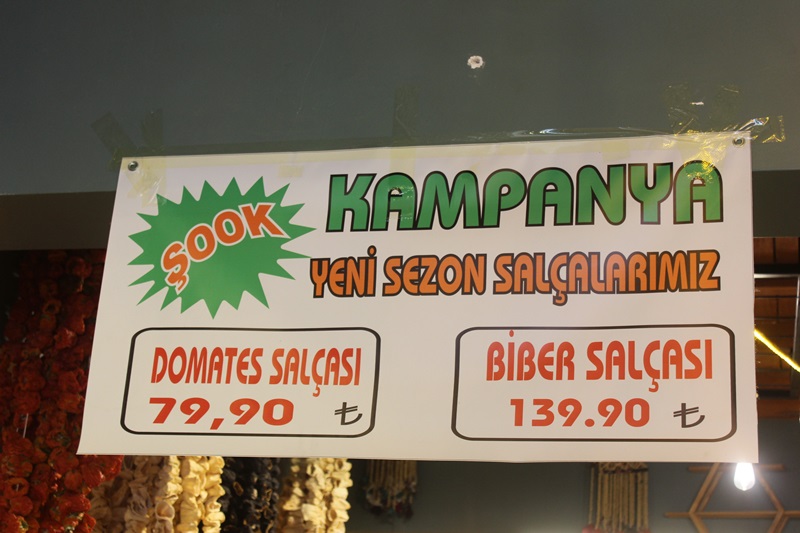 ŞOOK
KAMPANYA
YENİ SEZON SALÇALARIMIZ
DOMATES SALÇASI
79,90 ₺
BİBER SALÇASI
139.90 ₺